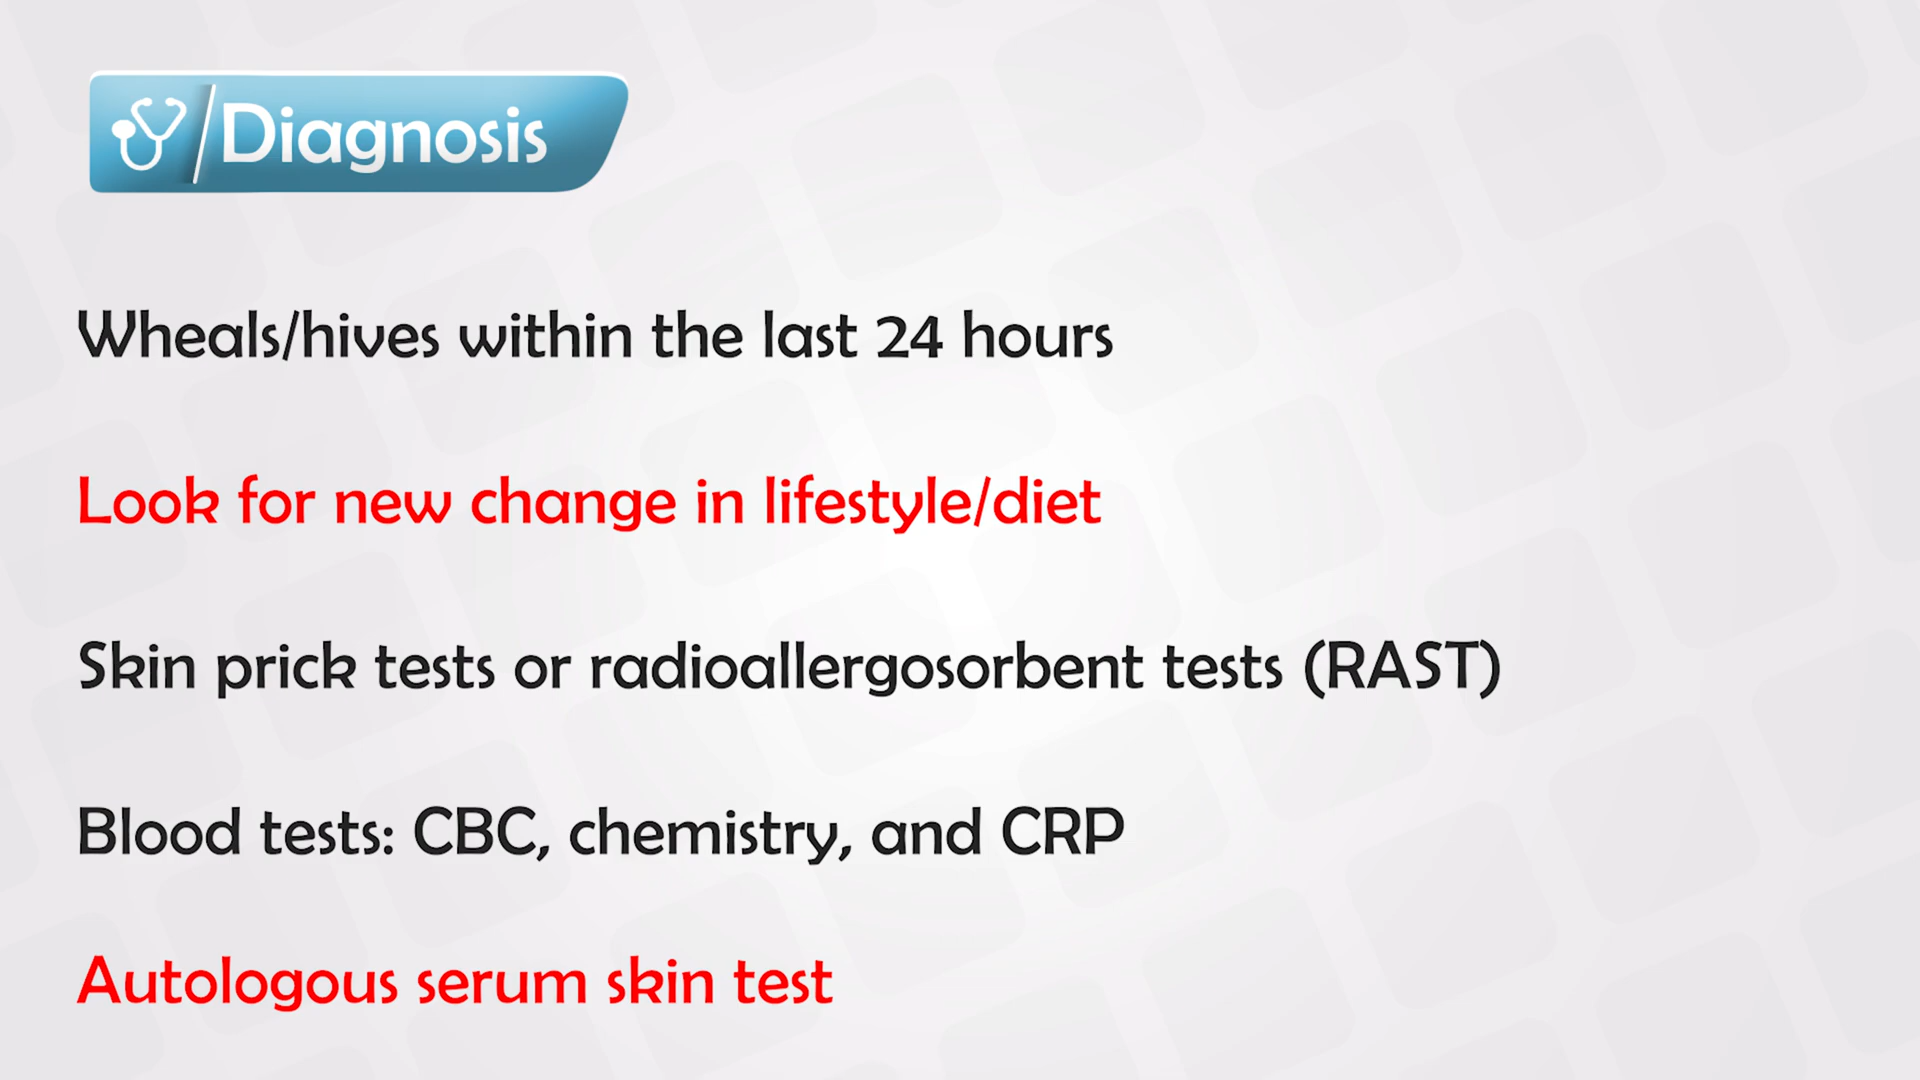 Diagnosis
Wheals/hives within the last 24 hours
Look for new change in lifestyle/diet
Skin prick tests or radioallergosorbent tests (RAST)
Blood tests: CBC, chemistry, and CRP
Autologous serum skin test